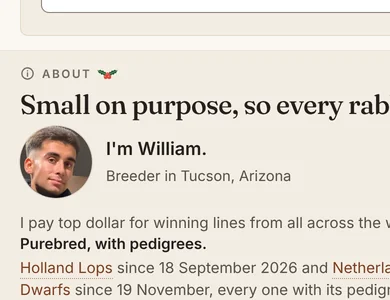 ABOUT
Small on purpose, so every rab
I'm William.
Breeder in Tucson, Arizona
I pay top dollar for winning lines from all across the
Purebred, with pedigrees.
Holland Lops since 18 September 2026 and Netherla
Dwarfs since 19 November, every one with its pedigr